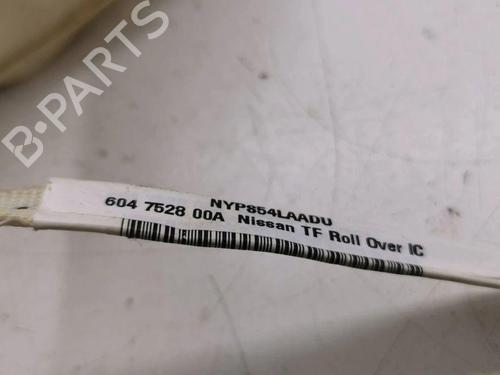 B-PARTS
NYP854LAADU
604 7528 00A Nissan TF Roll Over IC